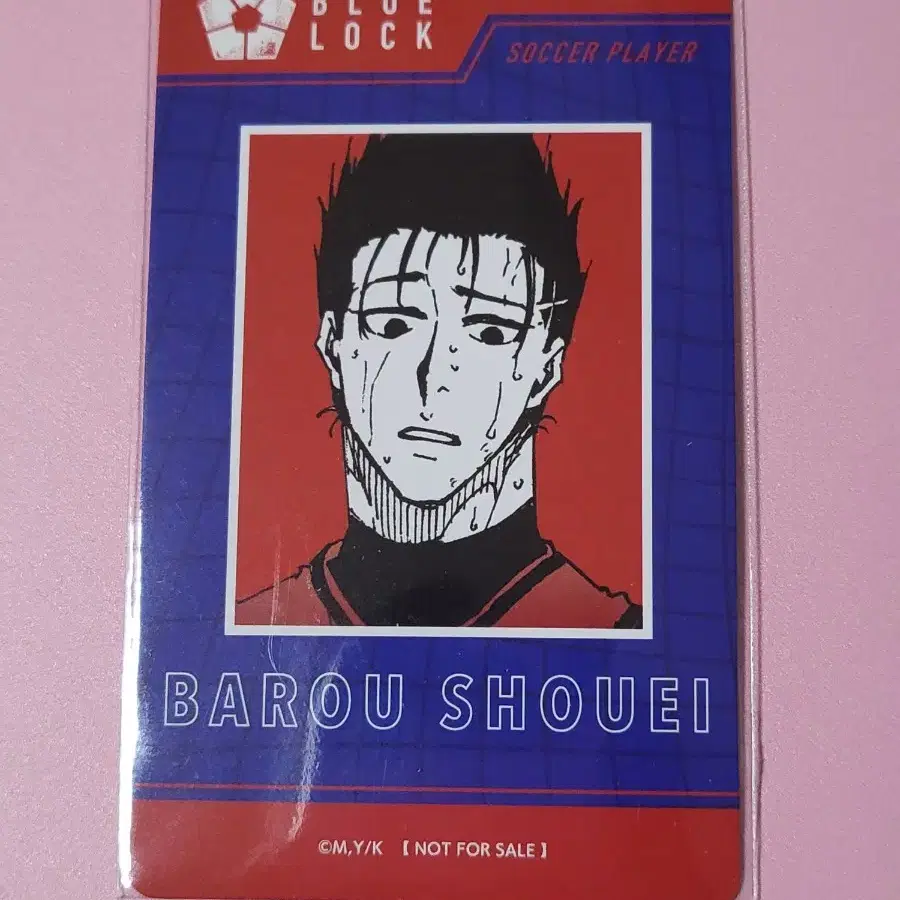 BLUE
LOCK
SOCCER PLAYER
BAROU SHOUEI
©M,Y/K 【 NOT FOR SALE 】